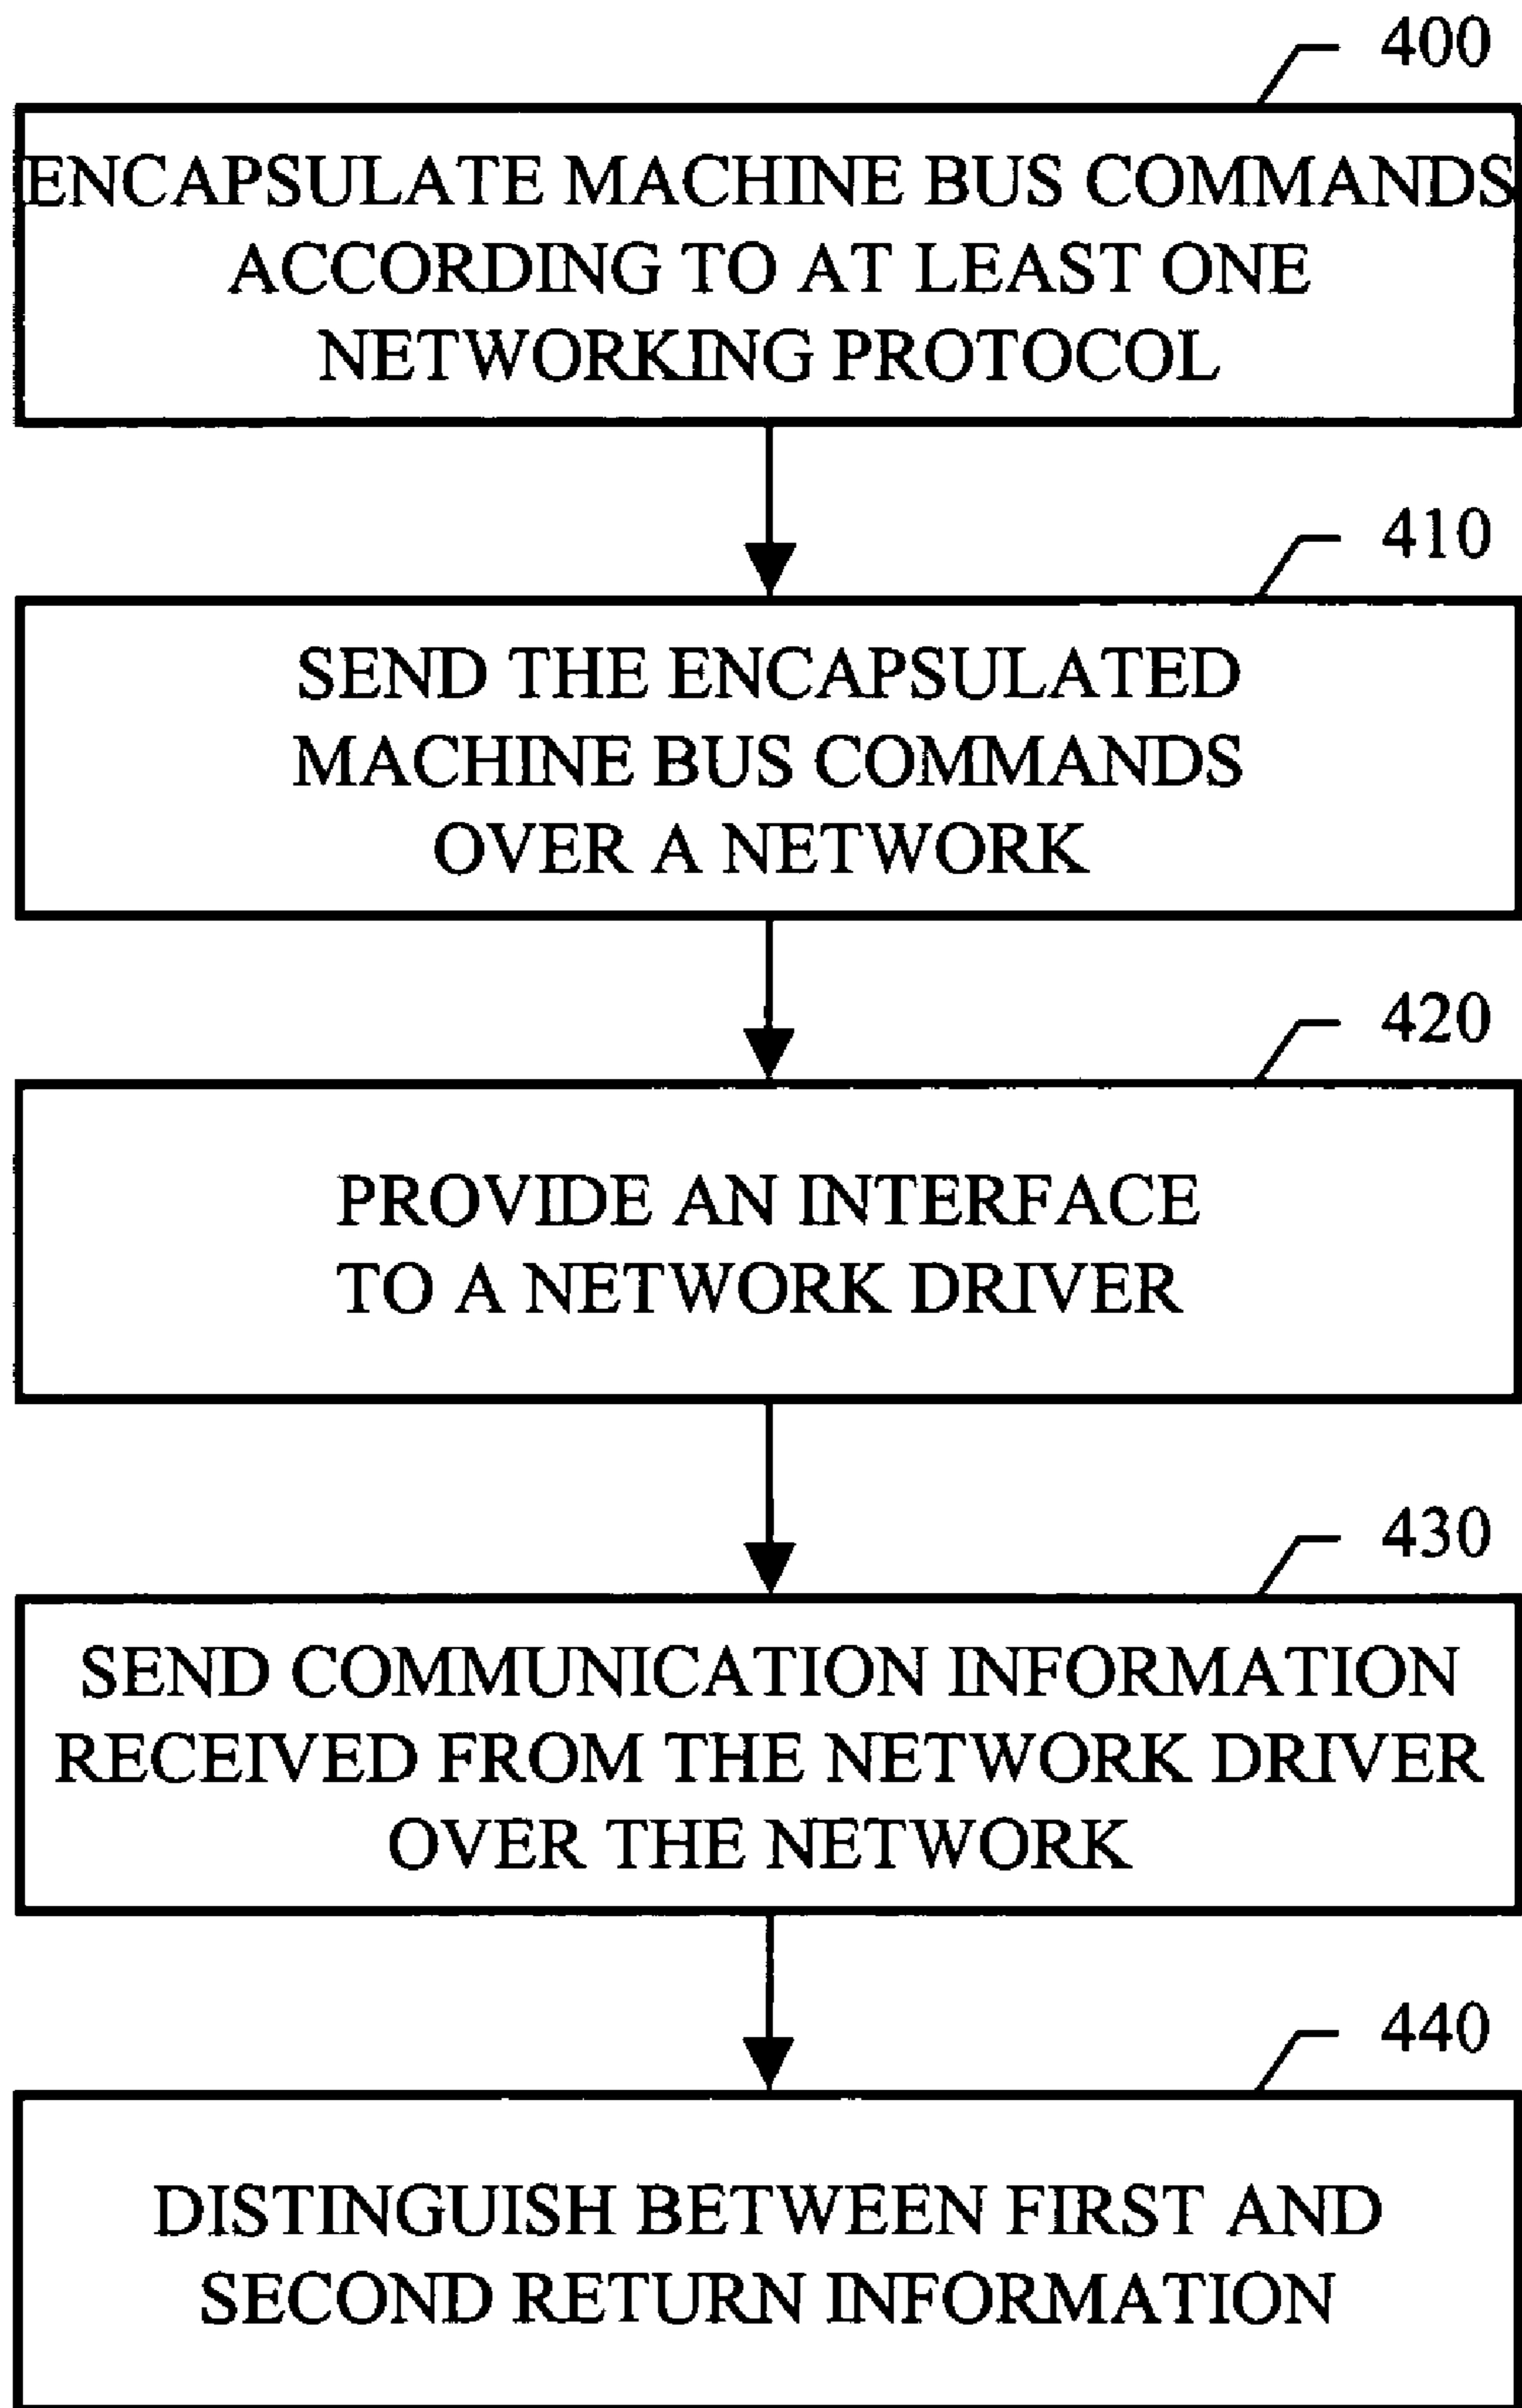 400
ENCAPSULATE MACHINE BUS COMMANDS
ACCORDING TO AT LEAST ONE
NETWORKING PROTOCOL
410
SEND THE ENCAPSULATED
MACHINE BUS COMMANDS
OVER A NETWORK
420
PROVIDE AN INTERFACE
TO A NETWORK DRIVER
430
SEND COMMUNICATION INFORMATION
RECEIVED FROM THE NETWORK DRIVER
OVER THE NETWORK
440
DISTINGUISH BETWEEN FIRST AND
SECOND RETURN INFORMATION